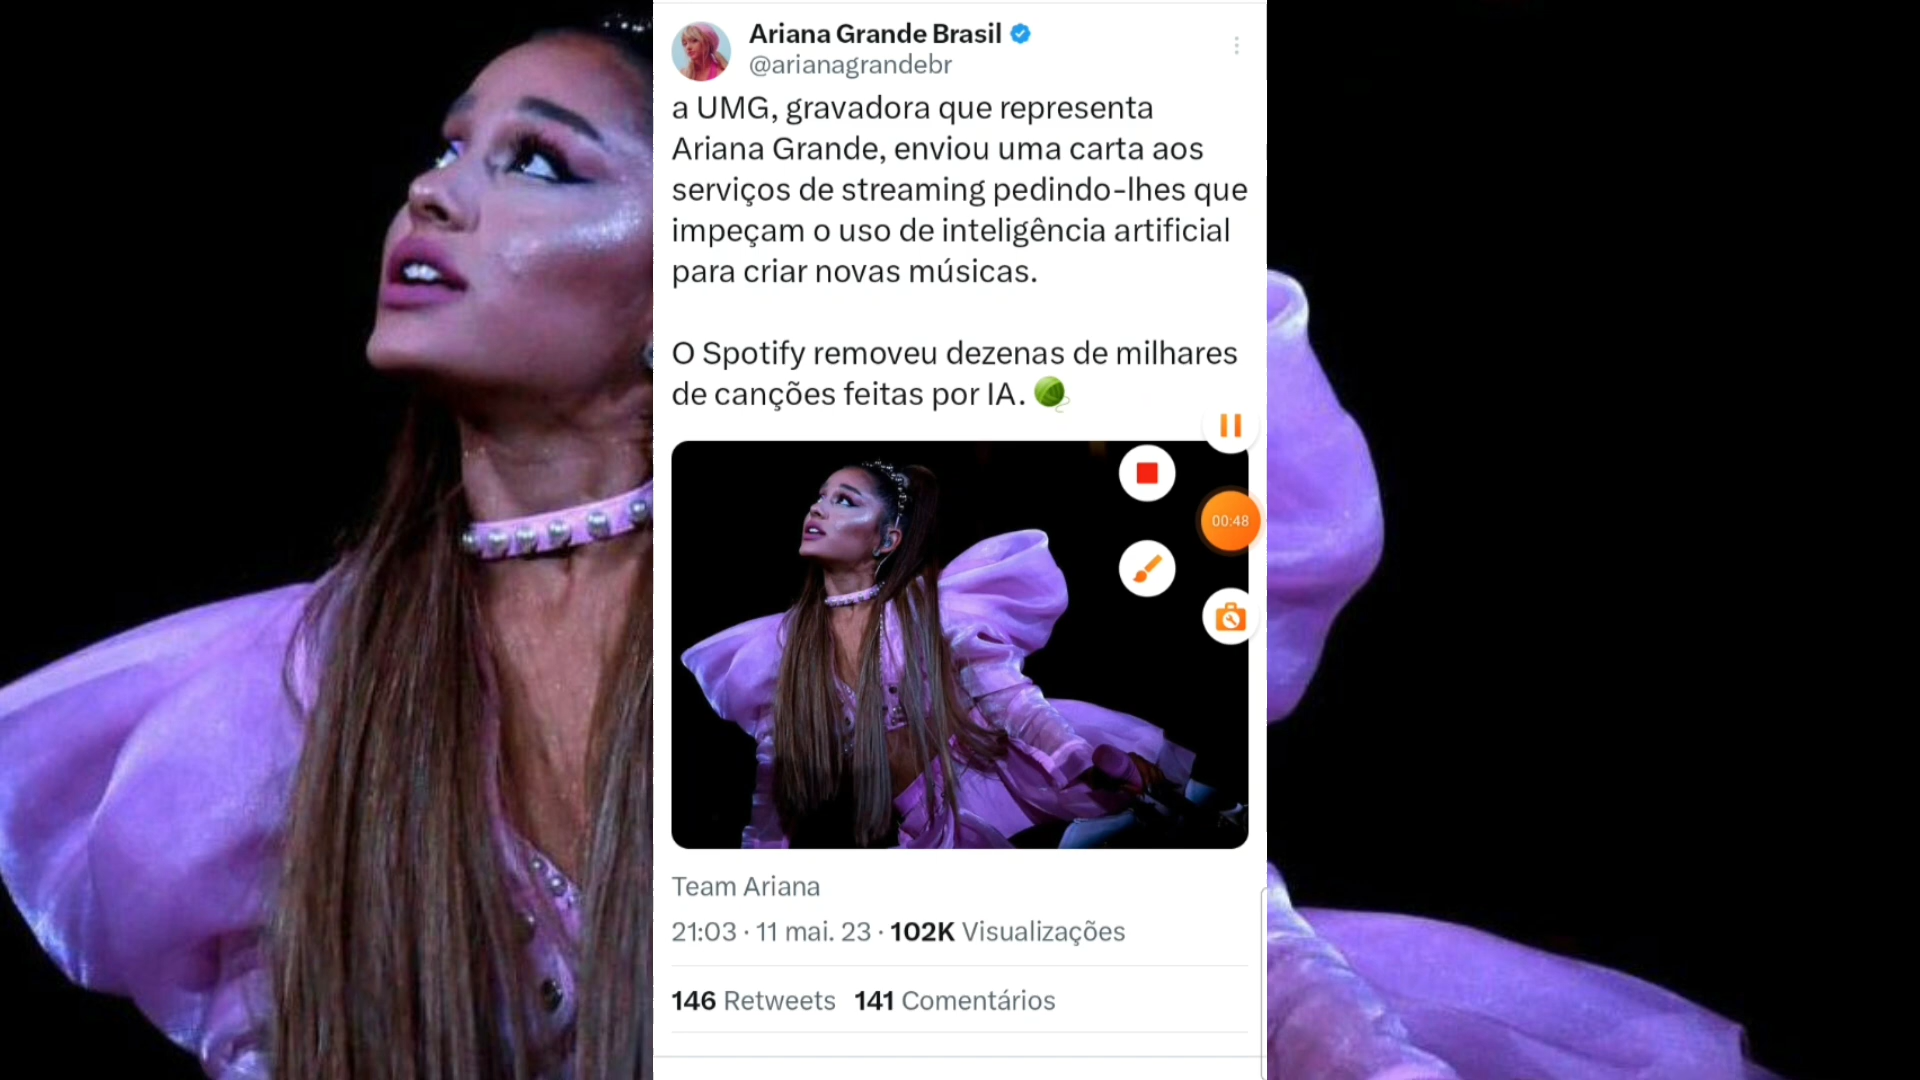 Ariana Grande Brasil
@arianagrandebr
a UMG, gravadora que representa
Ariana Grande, enviou uma carta aos
serviços de streaming pedindo-lhes que
impeçam o uso de inteligência artificial
para criar novas músicas.
O Spotify removeu dezenas de milhares
de canções feitas por IA.
00:48
Team Ariana
21:03 · 11 mai. 23 · 102K Visualizações
146 Retweets 141 Comentários